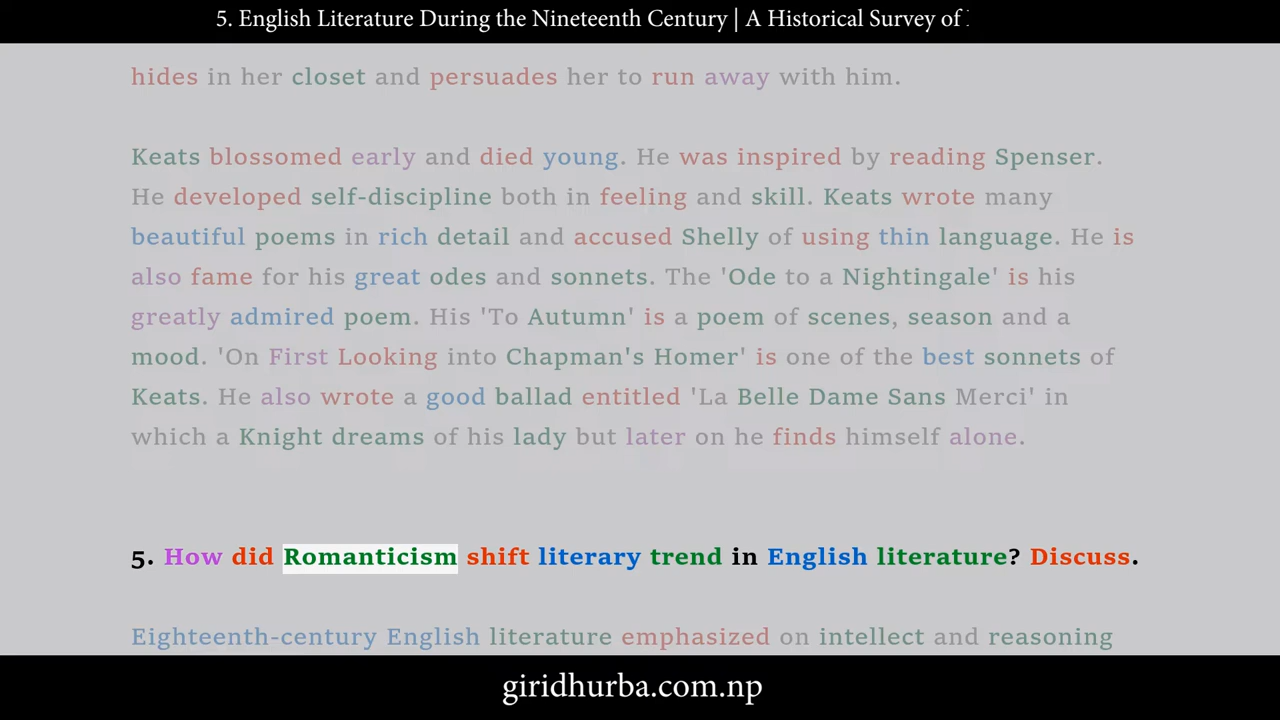 5. English Literature During the Nineteenth Century | A Historical Survey of
hides in her closet and persuades her to run away with him.
Keats blossomed early and died young. He was inspired by reading Spenser.
He developed self-discipline both in feeling and skill. Keats wrote many
beautiful poems in rich detail and accused Shelly of using thin language. He is
also fame for his great odes and sonnets. The 'Ode to a Nightingale' is his
greatly admired poem. His 'To Autumn' is a poem of scenes, season and a
mood. 'On First Looking into Chapman's Homer' is one of the best sonnets of
Keats. He also wrote a good ballad entitled 'La Belle Dame Sans Merci' in
which a Knight dreams of his lady but later on he finds himself alone.
5. How did Romanticism shift literary trend in English literature? Discuss.
Eighteenth-century English literature emphasized on intellect and reasoning
giridhurba.com.np